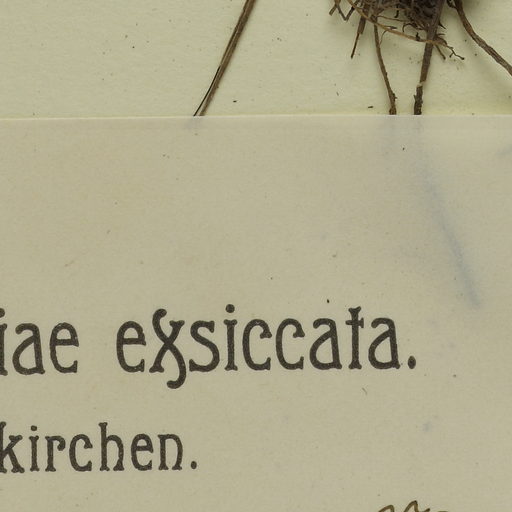 iae exsiccata.
kirchen.